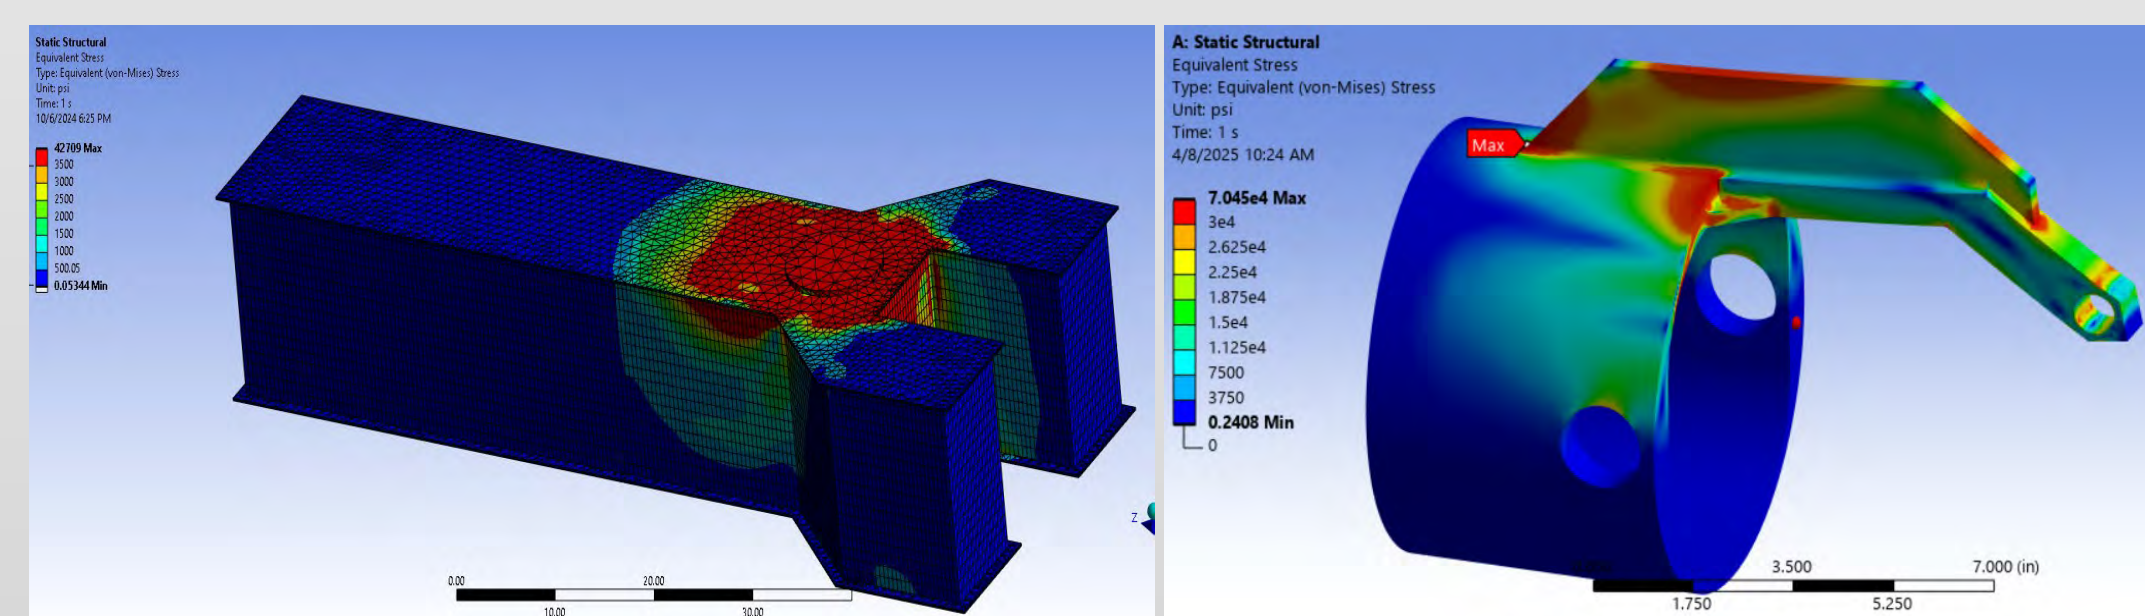 Static Structural
Equivalent Stress
Type: Equivalent (von-Mises) Stress
Unit: psi
Time: 1 s
10/6/2024 6:25 PM
42709 Max
3500
3000
2500
2000
1500
1000
500.05
0.05344 Min
0.00
20.00
10.00
30.00
Z
A: Static Structural
Equivalent Stress
Type: Equivalent (von-Mises) Stress
Unit: psi
Time: 1 s
4/8/2025 10:24 AM
7.045e4 Max
3e4
2.625e4
2.25e4
1.875e4
1.5e4
1.125e4
7500
3750
0.2408 Min
0
Max
3.500
7.000 (in)
1.750
5.250